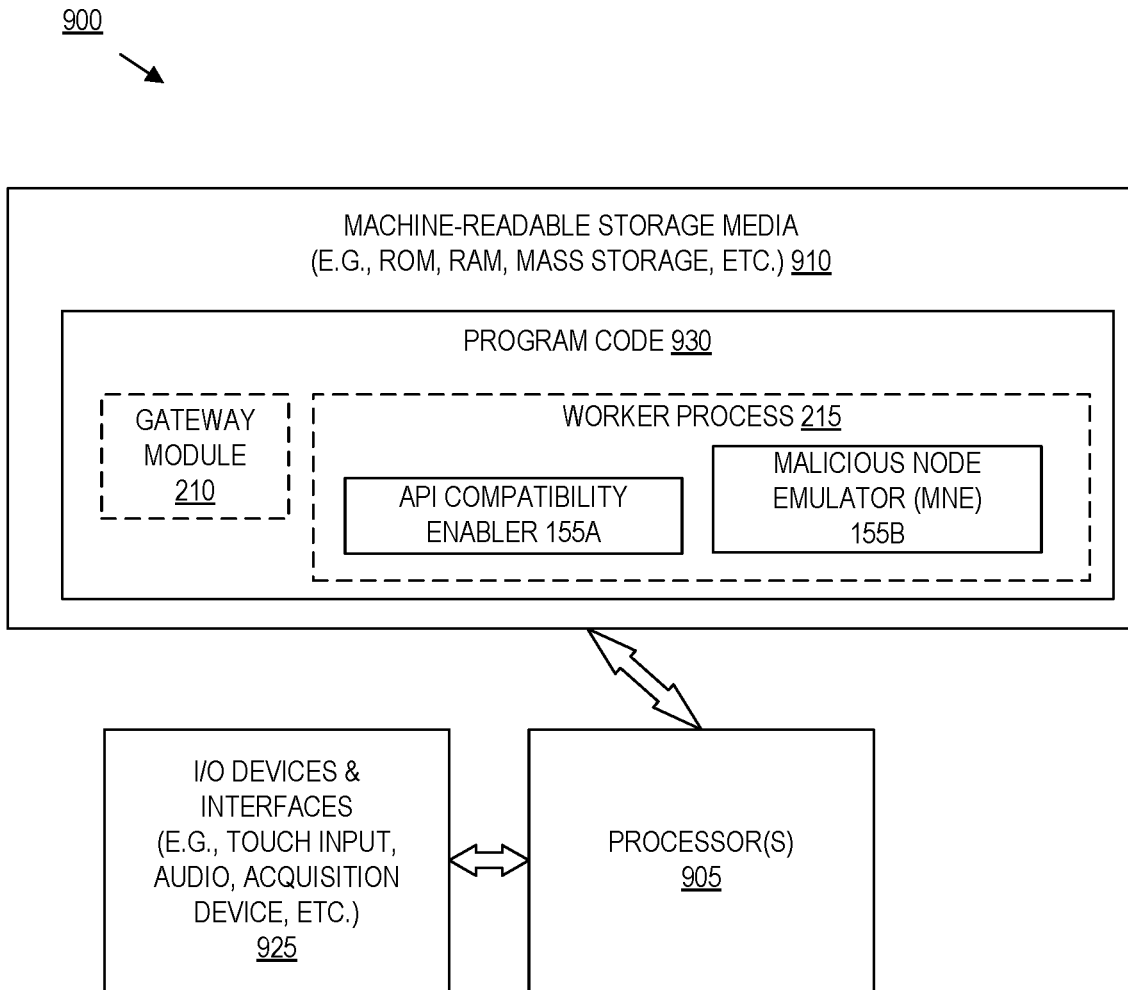 900
MACHINE-READABLE STORAGE MEDIA
(E.G., ROM, RAM, MASS STORAGE, ETC.) 910
PROGRAM CODE 930
GATEWAY
MODULE
210
WORKER PROCESS 215
API COMPATIBILITY
ENABLER 155A
MALICIOUS NODE
EMULATOR (MNE)
155B
I/O DEVICES &
INTERFACES
(E.G., TOUCH INPUT,
AUDIO, ACQUISITION
DEVICE, ETC.)
925
PROCESSOR(S)
905